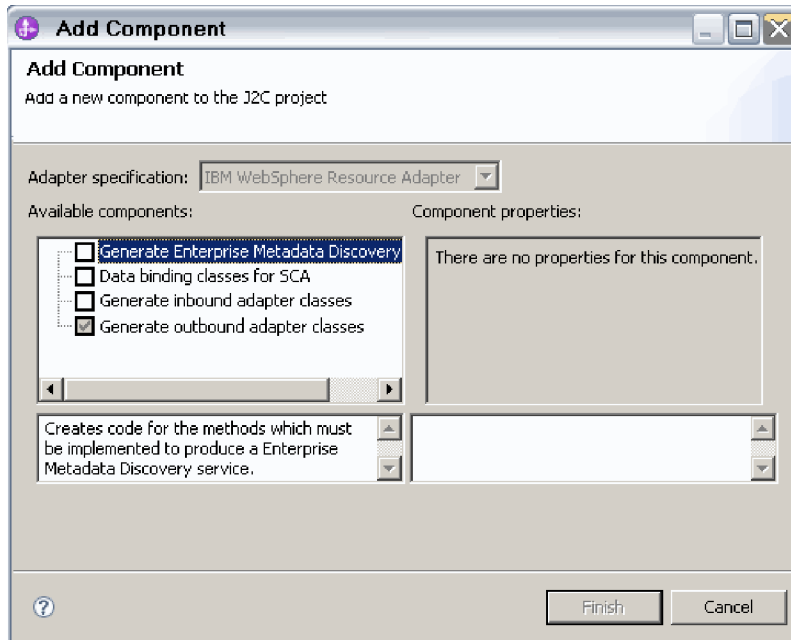 Add Component
Add Component
Add a new component to the J2C project
Adapter specification: IBM WebSphere Resource Adapter
Available components:
Component properties:
Generate Enterprise Metadata Discovery
Data binding classes for SCA
Generate inbound adapter classes
Generate outbound adapter classes
There are no properties for this component.
Creates code for the methods which must
be implemented to produce a Enterprise
Metadata Discovery service.
Finish
Cancel